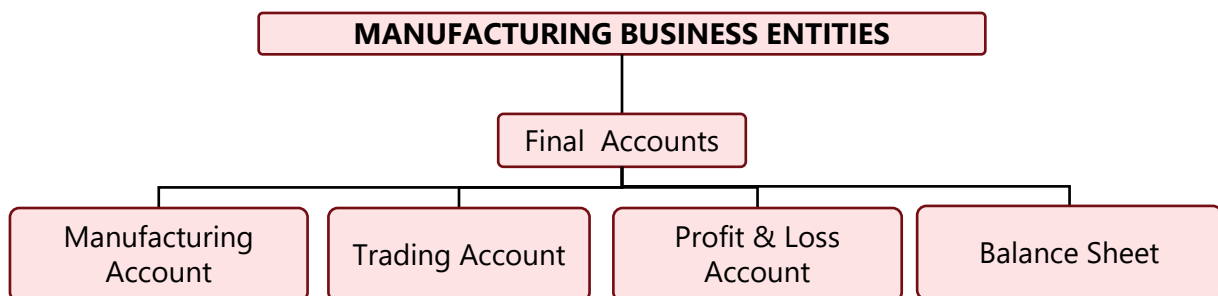 MANUFACTURING BUSINESS ENTITIES
Final Accounts
Manufacturing
Account
Trading Account
Profit & Loss
Account
Balance Sheet